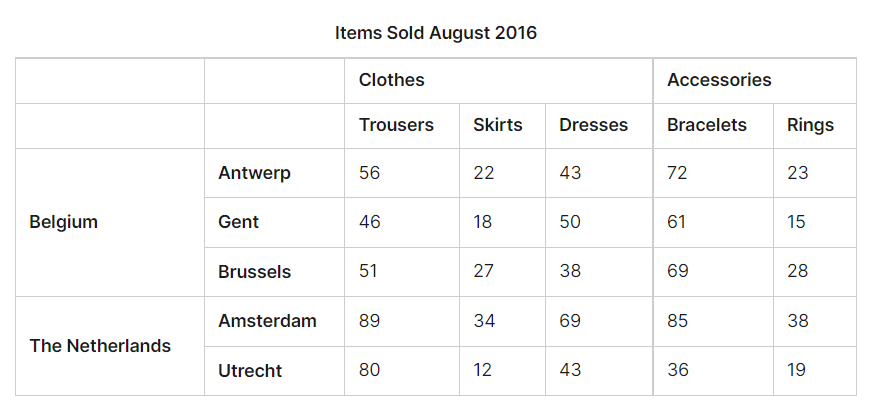 Items Sold August 2016
Clothes Accessories
Trousers Skirts Dresses Bracelets Rings
Belgium
Antwerp 56 22 43 72 23
Gent 46 18 50 61 15
Brussels 51 27 38 69 28
The Netherlands
Amsterdam 89 34 69 85 38
Utrecht 80 12 43 36 19